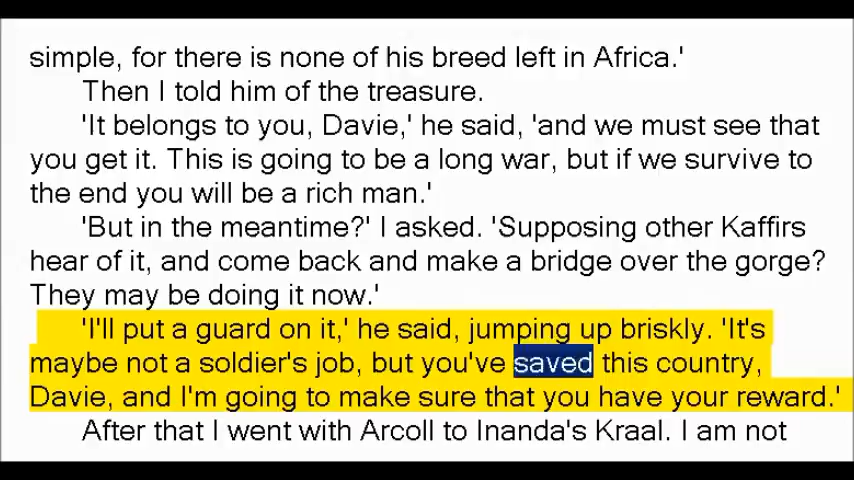 simple, for there is none of his breed left in Africa.'
Then I told him of the treasure.
'It belongs to you, Davie,' he said, 'and we must see that
you get it. This is going to be a long war, but if we survive to
the end you will be a rich man.'
'But in the meantime?' I asked. 'Supposing other Kaffirs
hear of it, and come back and make a bridge over the gorge?
They may be doing it now.'
'I'll put a guard on it,' he said, jumping up briskly. 'It's
maybe not a soldier's job, but you've saved this country,
Davie, and I'm going to make sure that you have your reward.'
After that I went with Arcoll to Inanda's Kraal. I am not